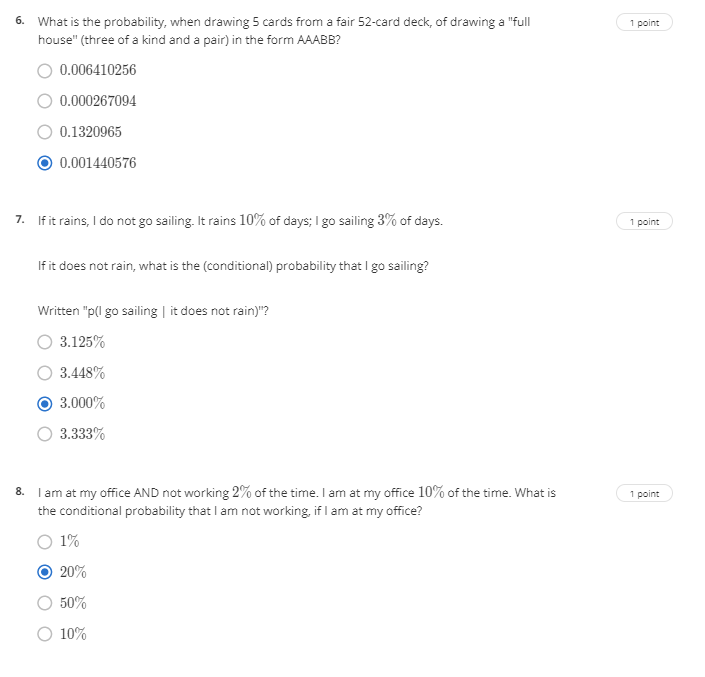 6. What is the probability, when drawing 5 cards from a fair 52-card deck, of drawing a "full
1 point
house" (three of a kind and a pair) in the form AAABB?
0.006410256
0.000267094
0.1320965
0.001440576
7. If it rains, I do not go sailing. It rains 10% of days; I go sailing 3% of days.
1 point
If it does not rain, what is the (conditional) probability that I go sailing?
Written "p(I go sailing | it does not rain)"?
3.125%
3.448%
3.000%
3.333%
8. I am at my office AND not working 2% of the time. I am at my office 10% of the time. What is
1 point
the conditional probability that I am not working, if I am at my office?
1%
20%
50%
10%